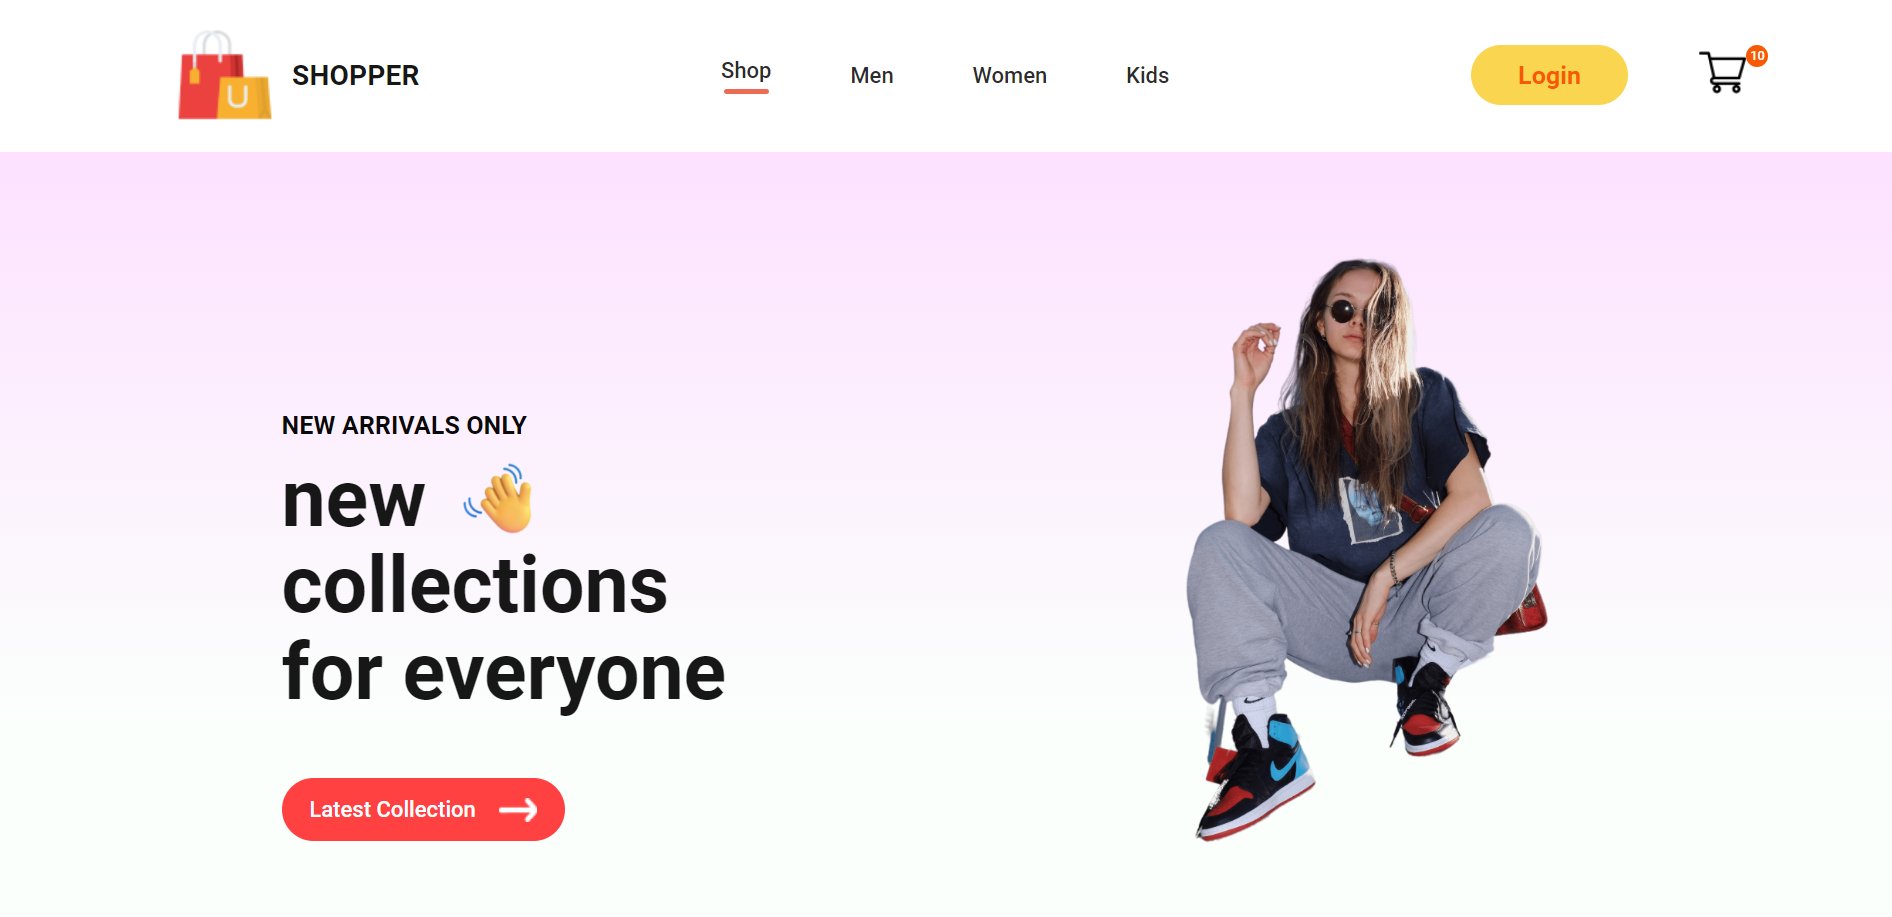 SHOPPER
Shop
Men
Women
Kids
Login
10
NEW ARRIVALS ONLY
new
collections
for everyone
Latest Collection
U